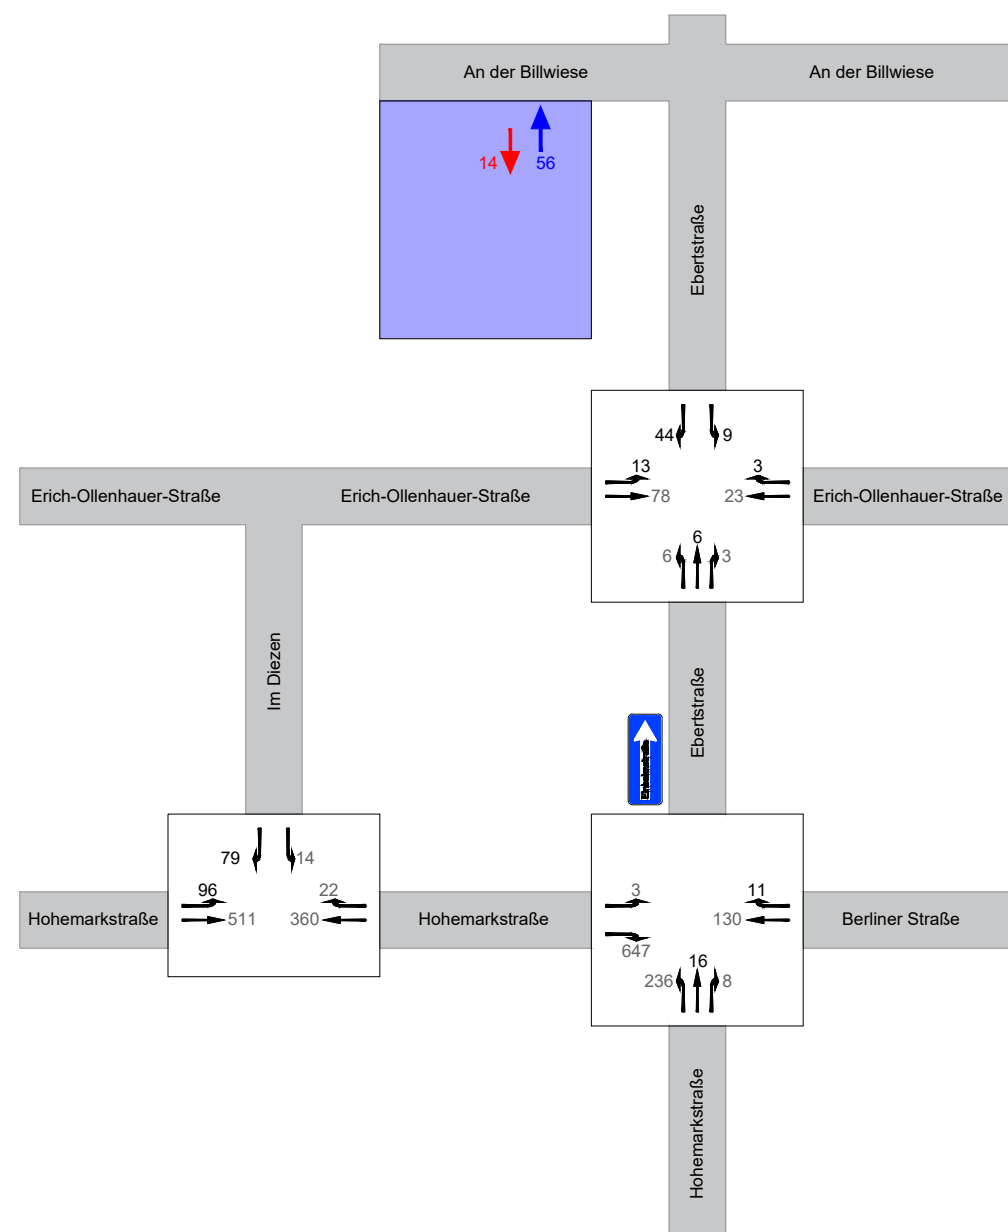 An der Billwiese
An der Billwiese
14
56
Ebertstraße
44
9
13
3
Erich-Ollenhauer-Straße
Erich-Ollenhauer-Straße
78
23
Erich-Ollenhauer-Straße
6
6
3
Im Diezen
Ebertstraße
Einbahnstraße
79
14
96
22
3
11
Hohemarkstraße
511
360
Hohemarkstraße
130
Berliner Straße
647
16
236
8
Hohemarkstraße